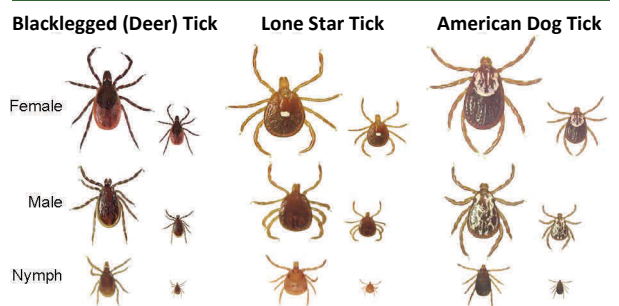 Blacklegged (Deer) Tick Lone Star Tick American Dog Tick
Female
Male
Nymph